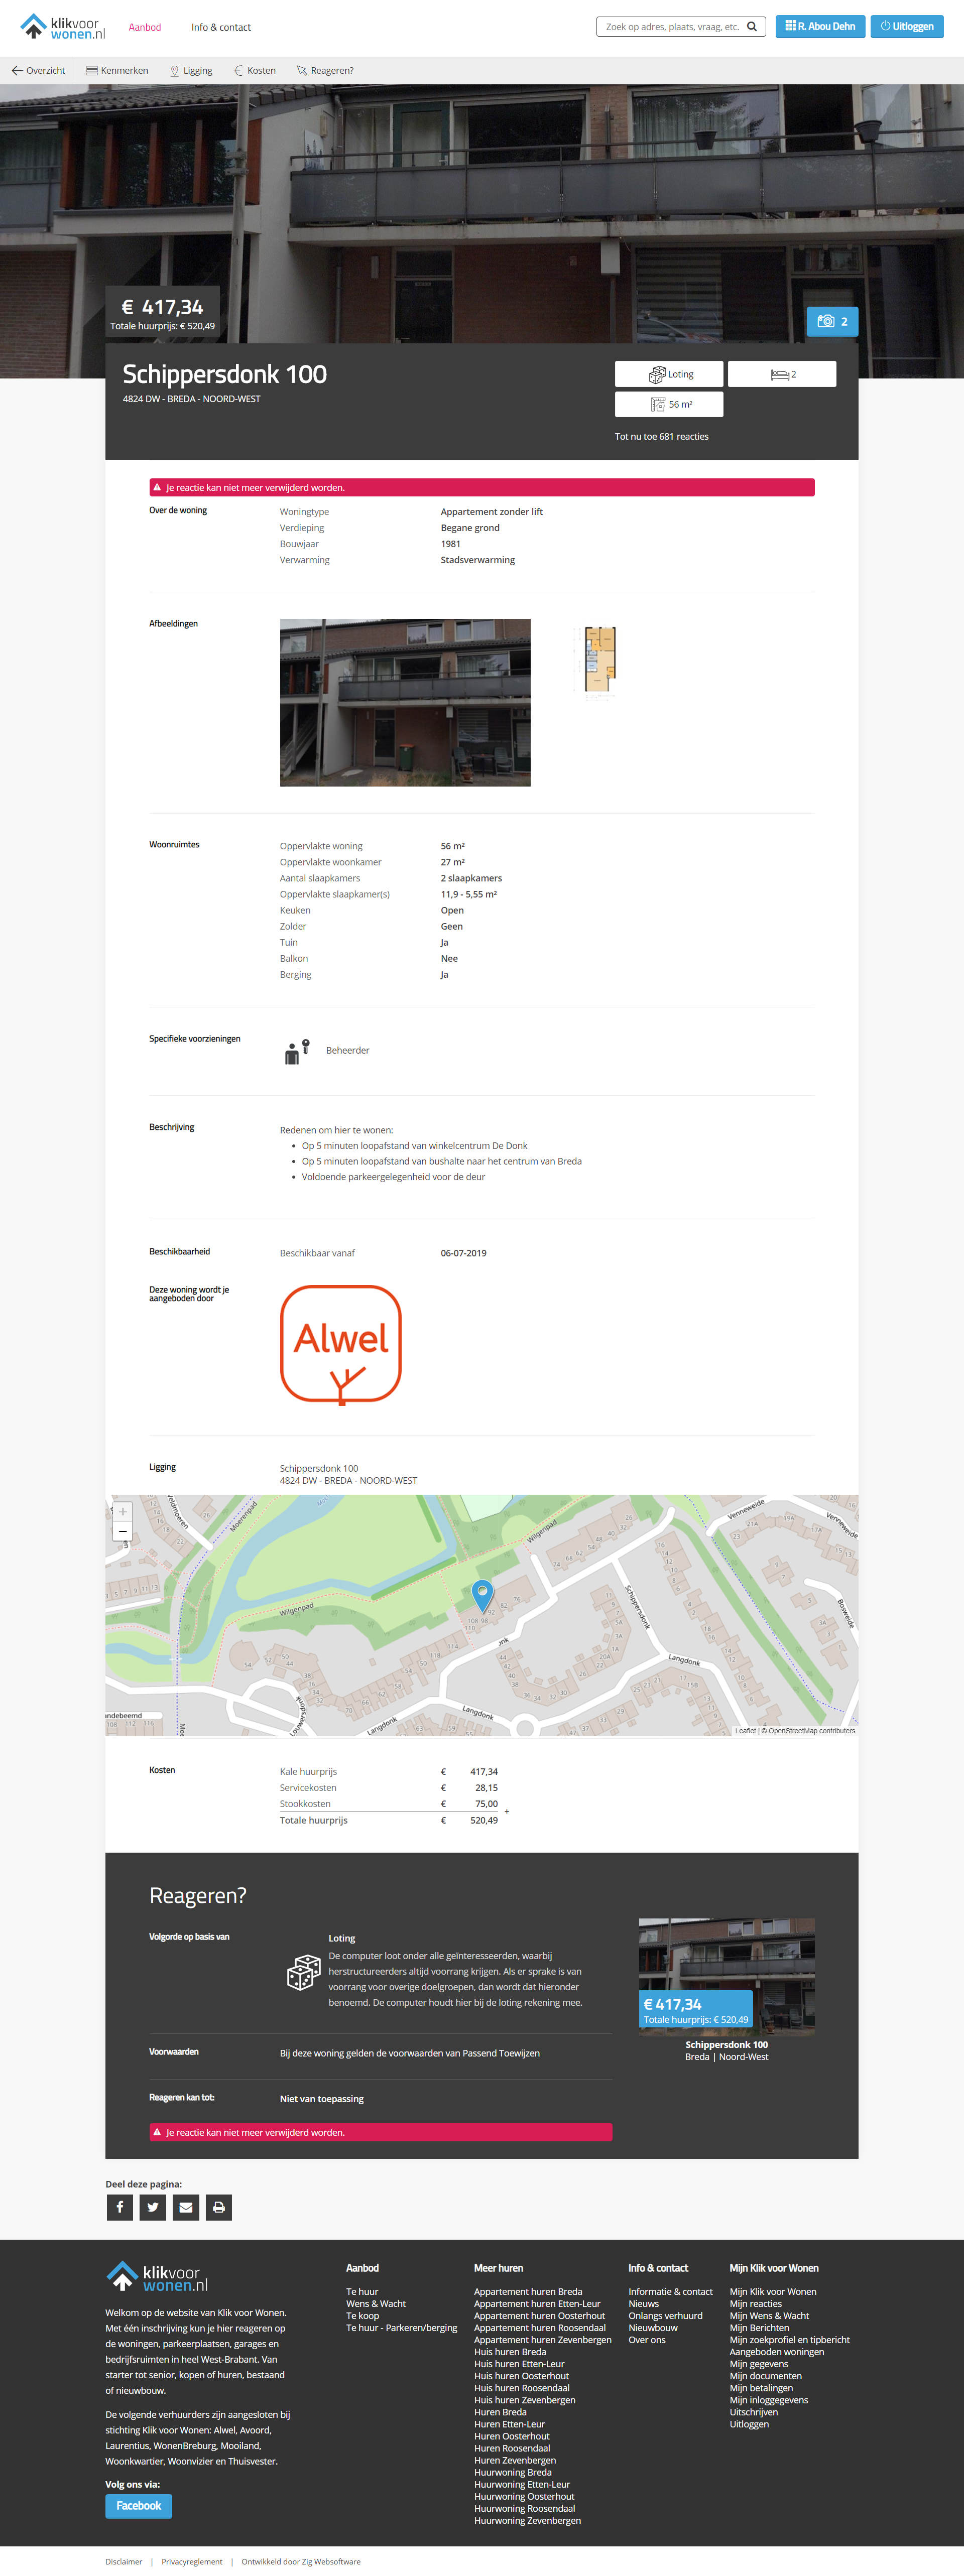 klikvoor
wonen.nl
Aanbod
Info & contact
Zoek op adres, plaats, vraag, etc.
R. Abou Dehn
Uitloggen
Overzicht
Kenmerken
Ligging
Kosten
Reageren?
€ 417,34
Totale huurprijs: € 520,49
2
Schippersdonk 100
4824 DW - BREDA - NOORD-WEST
Loting
2
56 m²
Tot nu toe 681 reacties
Je reactie kan niet meer verwijderd worden.
Over de woning
Woningtype Appartement zonder lift
Verdieping Begane grond
Bouwjaar 1981
Verwarming Stadsverwarming
Afbeeldingen
Woonruimtes
Oppervlakte woning 56 m²
Oppervlakte woonkamer 27 m²
Aantal slaapkamers 2 slaapkamers
Oppervlakte slaapkamer(s) 11,9 - 5,55 m²
Keuken Open
Zolder Geen
Tuin Ja
Balkon Nee
Berging Ja
Specifieke voorzieningen
Beheerder
Beschrijving
Redenen om hier te wonen:
• Op 5 minuten loopafstand van winkelcentrum De Donk
• Op 5 minuten loopafstand van bushalte naar het centrum van Breda
• Voldoende parkeergelegenheid voor de deur
Beschikbaarheid
Beschikbaar vanaf 06-07-2019
Deze woning wordt je
aangeboden door
Alwel
Ligging
Schippersdonk 100
4824 DW - BREDA - NOORD-WEST
+
−
Moerenpad
Wilgenpad
Wilgenpad
Venneweide
Venneweide
Bosweide
Schippersdonk
Langdonk
Langdonk
Langdonk
Leaflet | © OpenStreetMap contributers
Kosten
Kale huurprijs € 417,34
Servicekosten € 28,15
Stookkosten € 75,00
+
Totale huurprijs € 520,49
Reageren?
Volgorde op basis van
Loting
De computer loot onder alle geïnteresseerden, waarbij
herstructureerders altijd voorrang krijgen. Als er sprake is van
voorrang voor overige doelgroepen, dan wordt dat hieronder
benoemd. De computer houdt hier bij de loting rekening mee.
Voorwaarden
Bij deze woning gelden de voorwaarden van Passend Toewijzen
Reageren kan tot:
Niet van toepassing
Je reactie kan niet meer verwijderd worden.
€ 417,34
Totale huurprijs: € 520,49
Schippersdonk 100
Breda | Noord-West
Deel deze pagina:
klikvoor
wonen.nl
Welkom op de website van Klik voor Wonen.
Met één inschrijving kun je hier reageren op
de woningen, parkeerplaatsen, garages en
bedrijfsruimten in heel West-Brabant. Van
starter tot senior, kopen of huren, bestaand
of nieuwbouw.
De volgende verhuurders zijn aangesloten bij
stichting Klik voor Wonen: Alwel, Avoord,
Laurentius, WonenBreburg, Mooiland,
Woonkwartier, Woonvizier en Thuisvester.
Volg ons via:
Facebook
Aanbod
Te huur
Wens & Wacht
Te koop
Te huur - Parkeren/berging
Meer huren
Appartement huren Breda
Appartement huren Etten-Leur
Appartement huren Oosterhout
Appartement huren Roosendaal
Appartement huren Zevenbergen
Huis huren Breda
Huis huren Etten-Leur
Huis huren Oosterhout
Huis huren Roosendaal
Huis huren Zevenbergen
Huren Breda
Huren Etten-Leur
Huren Oosterhout
Huren Roosendaal
Huren Zevenbergen
Huurwoning Breda
Huurwoning Etten-Leur
Huurwoning Oosterhout
Huurwoning Roosendaal
Huurwoning Zevenbergen
Info & contact
Informatie & contact
Nieuws
Onlangs verhuurd
Nieuwbouw
Over ons
Mijn Klik voor Wonen
Mijn Klik voor Wonen
Mijn reacties
Mijn Wens & Wacht
Mijn Berichten
Mijn zoekprofiel en tipbericht
Aangeboden woningen
Mijn gegevens
Mijn documenten
Mijn betalingen
Mijn inloggegevens
Uitschrijven
Uitloggen
Disclaimer | Privacyreglement | Ontwikkeld door Zig Websoftware